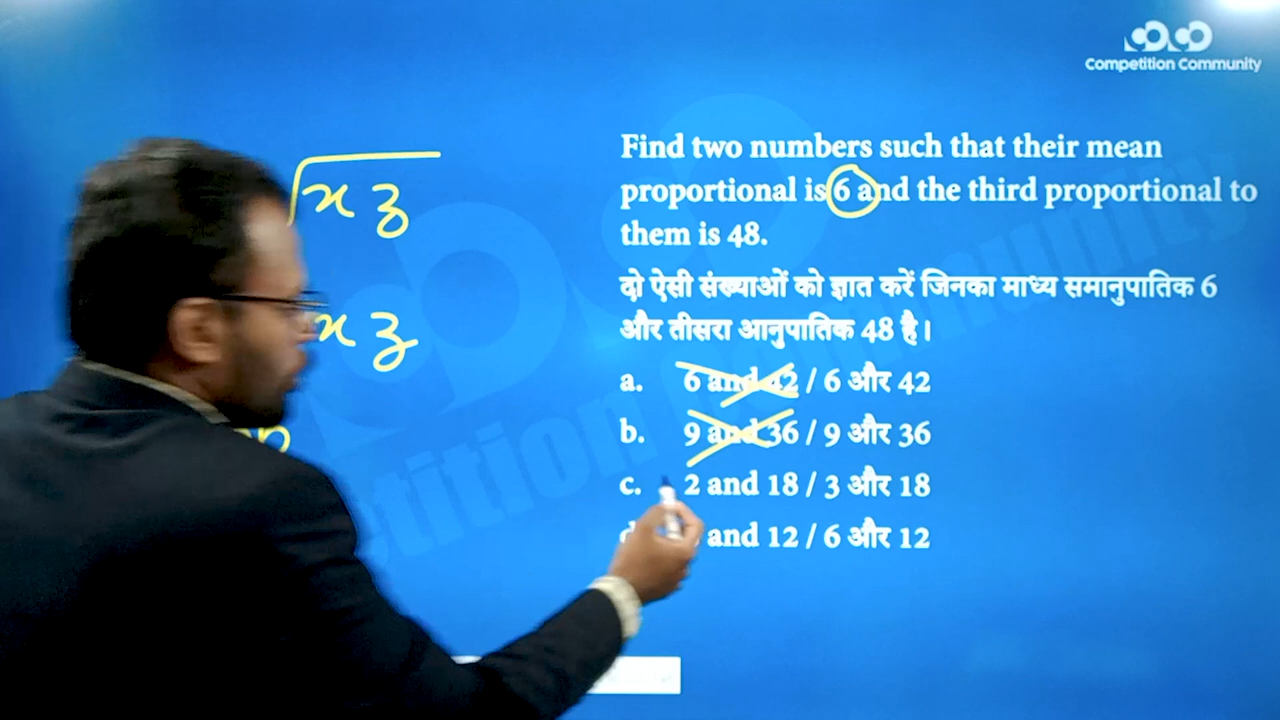 Competition Community
√xz
xz
Find two numbers such that their mean
proportional is 6 and the third proportional to
them is 48.
दो ऐसी संख्याओं को ज्ञात करें जिनका माध्य समानुपातिक 6
और तीसरा आनुपातिक 48 है।
a. 6 and 42 / 6 और 42
b. 9 and 36 / 9 और 36
c. 2 and 18 / 3 और 18
and 12 / 6 और 12